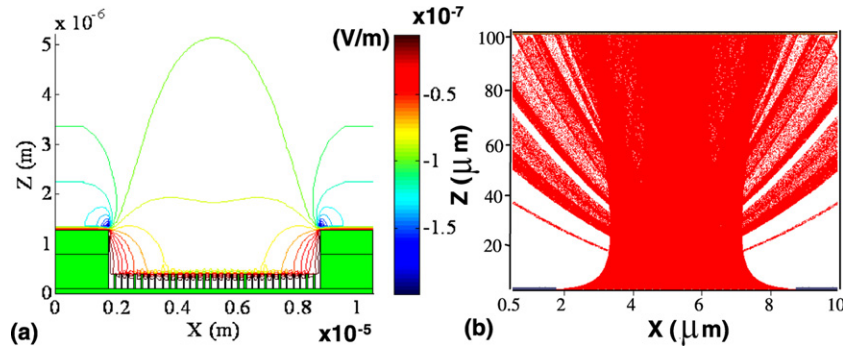 x 10⁻⁶
5
4
3
2
1
0
Z (m)
0
0.2
0.4
0.6
0.8
1
X (m)
x10⁻⁵
(a)
(V/m)
x10⁻⁷
-0.5
-1
-1.5
100
80
60
40
20
Z (μm)
0.5
2
4
6
8
10
X (μm)
(b)